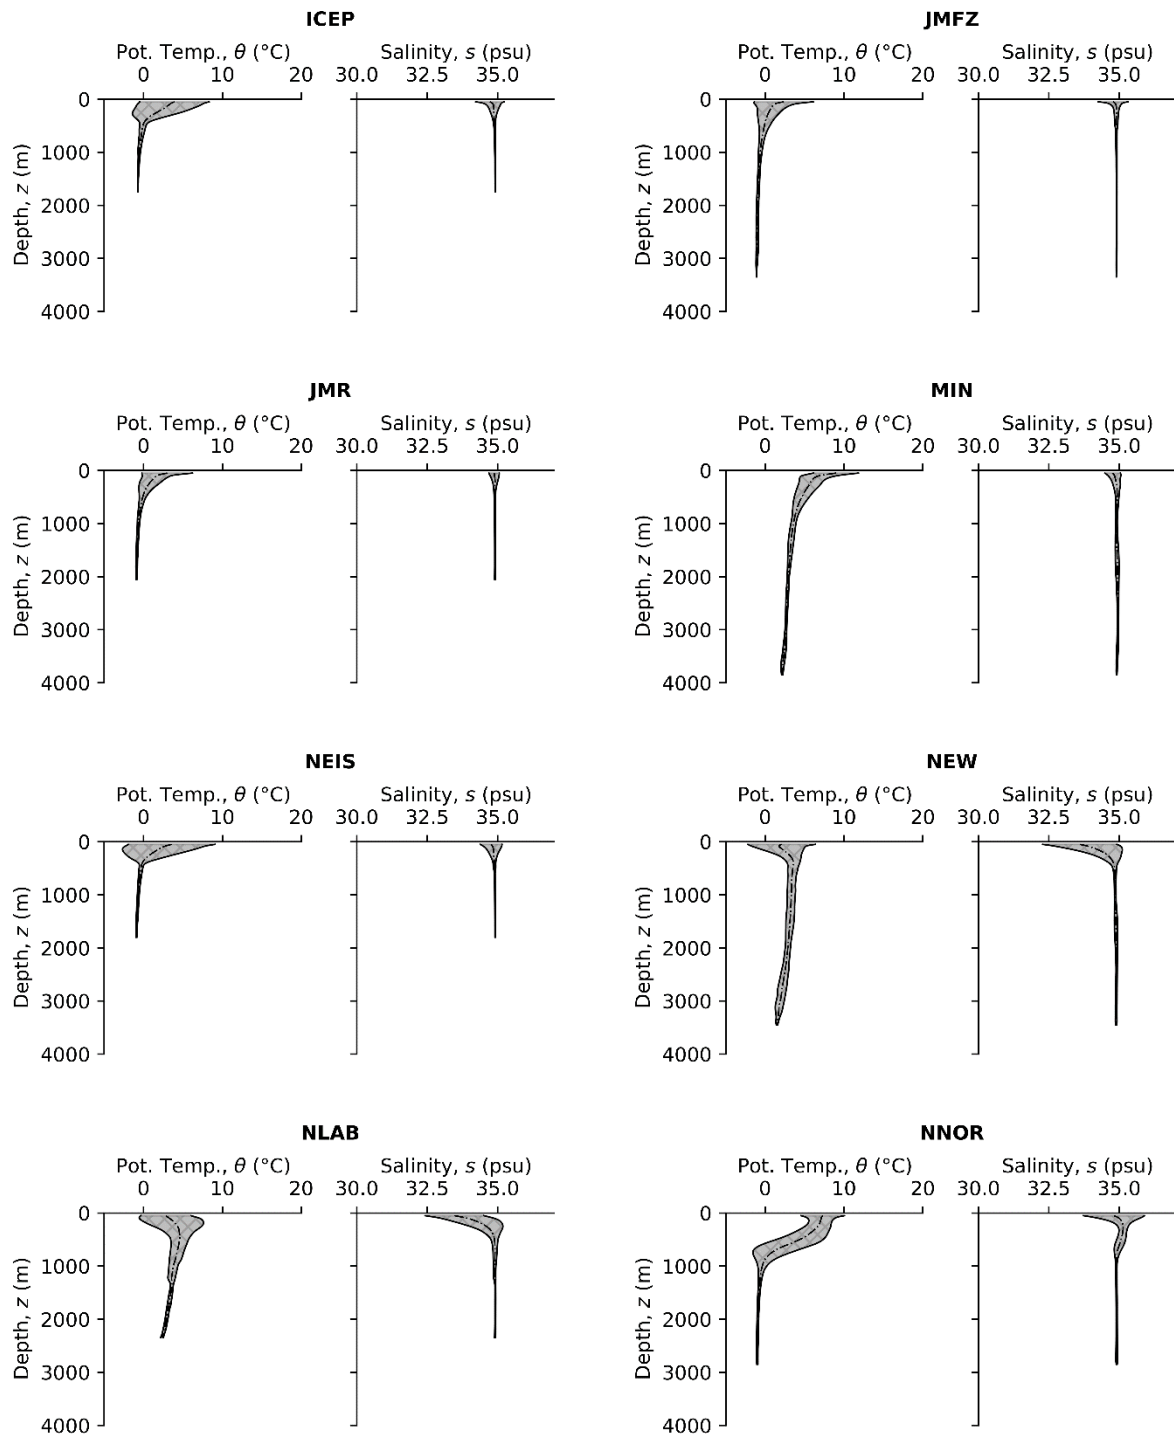 ICEP
Pot. Temp., θ (°C)
Salinity, s (psu)
0 10 20
30.0 32.5 35.0
0
1000
2000
3000
4000
Depth, z (m)
JMFZ
Pot. Temp., θ (°C)
Salinity, s (psu)
0 10 20
30.0 32.5 35.0
0
1000
2000
3000
4000
Depth, z (m)
JMR
Pot. Temp., θ (°C)
Salinity, s (psu)
0 10 20
30.0 32.5 35.0
0
1000
2000
3000
4000
Depth, z (m)
MIN
Pot. Temp., θ (°C)
Salinity, s (psu)
0 10 20
30.0 32.5 35.0
0
1000
2000
3000
4000
Depth, z (m)
NEIS
Pot. Temp., θ (°C)
Salinity, s (psu)
0 10 20
30.0 32.5 35.0
0
1000
2000
3000
4000
Depth, z (m)
NEW
Pot. Temp., θ (°C)
Salinity, s (psu)
0 10 20
30.0 32.5 35.0
0
1000
2000
3000
4000
Depth, z (m)
NLAB
Pot. Temp., θ (°C)
Salinity, s (psu)
0 10 20
30.0 32.5 35.0
0
1000
2000
3000
4000
Depth, z (m)
NNOR
Pot. Temp., θ (°C)
Salinity, s (psu)
0 10 20
30.0 32.5 35.0
0
1000
2000
3000
4000
Depth, z (m)